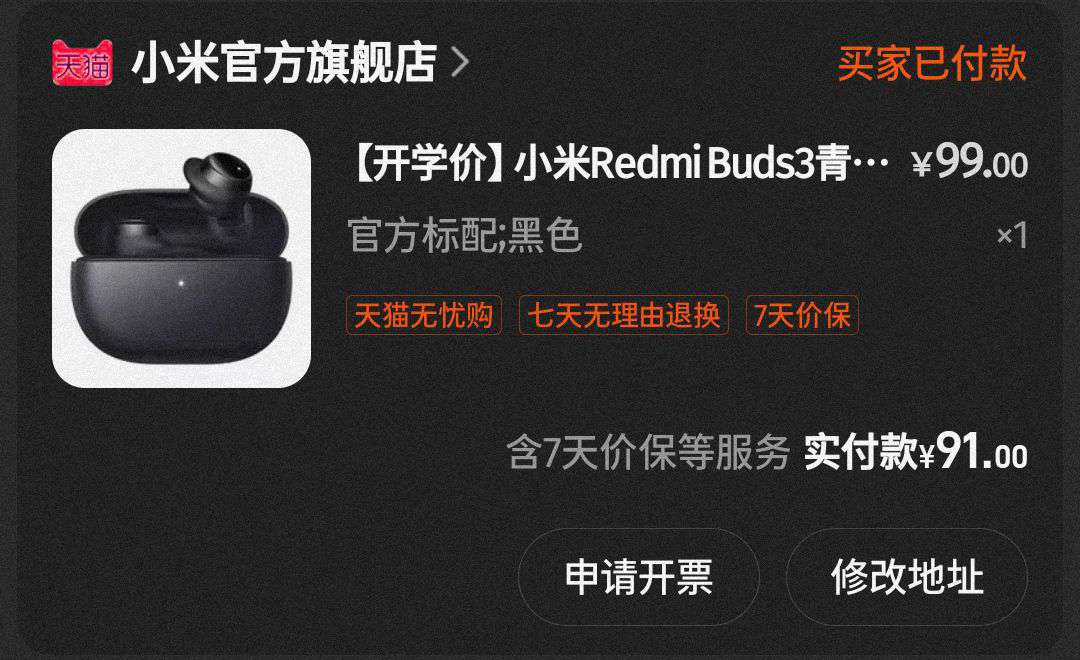 天猫 小米官方旗舰店 > 买家已付款
【开学价】小米Redmi Buds3青… ¥99.00
官方标配;黑色 ×1
天猫无忧购 七天无理由退换 7天价保
含7天价保等服务 实付款¥91.00
申请开票 修改地址